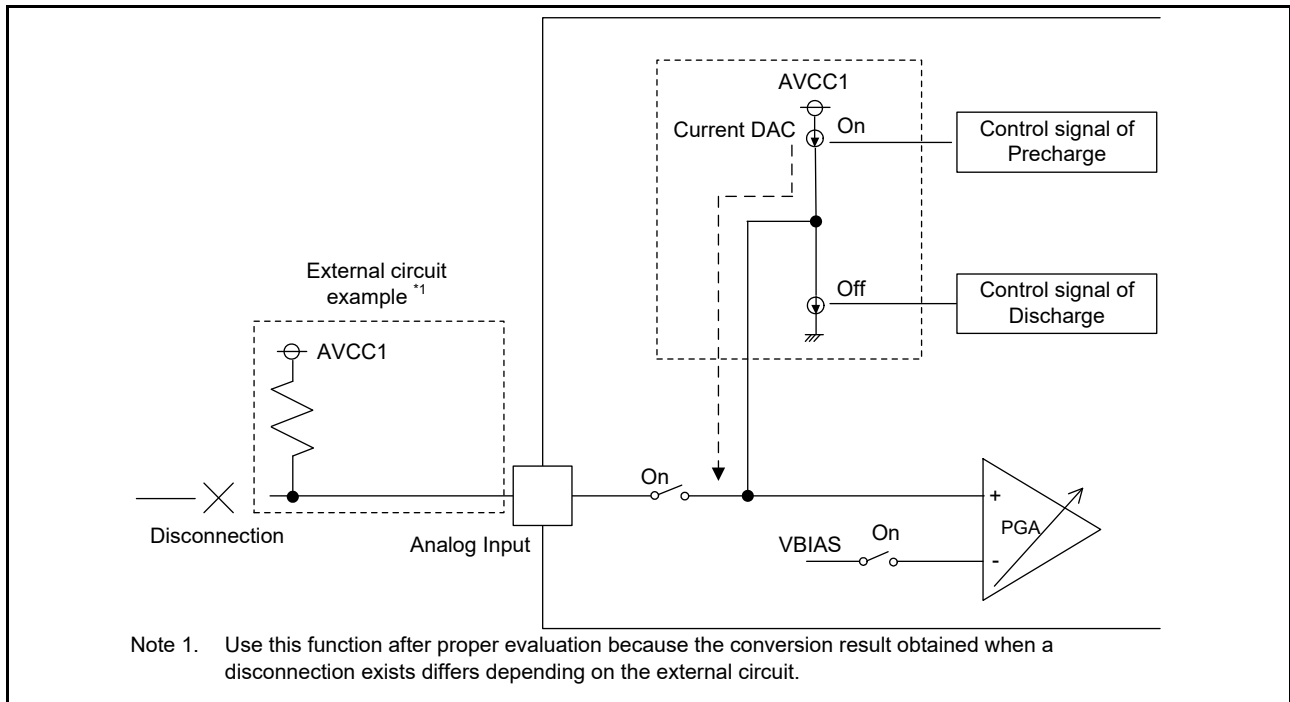 AVCC1
Current DAC
On
Control signal of
Precharge
External circuit
example *1
AVCC1
Off
Control signal of
Discharge
Disconnection
Analog Input
On
VBIAS
On
+
PGA
-
Note 1. Use this function after proper evaluation because the conversion result obtained when a
disconnection exists differs depending on the external circuit.